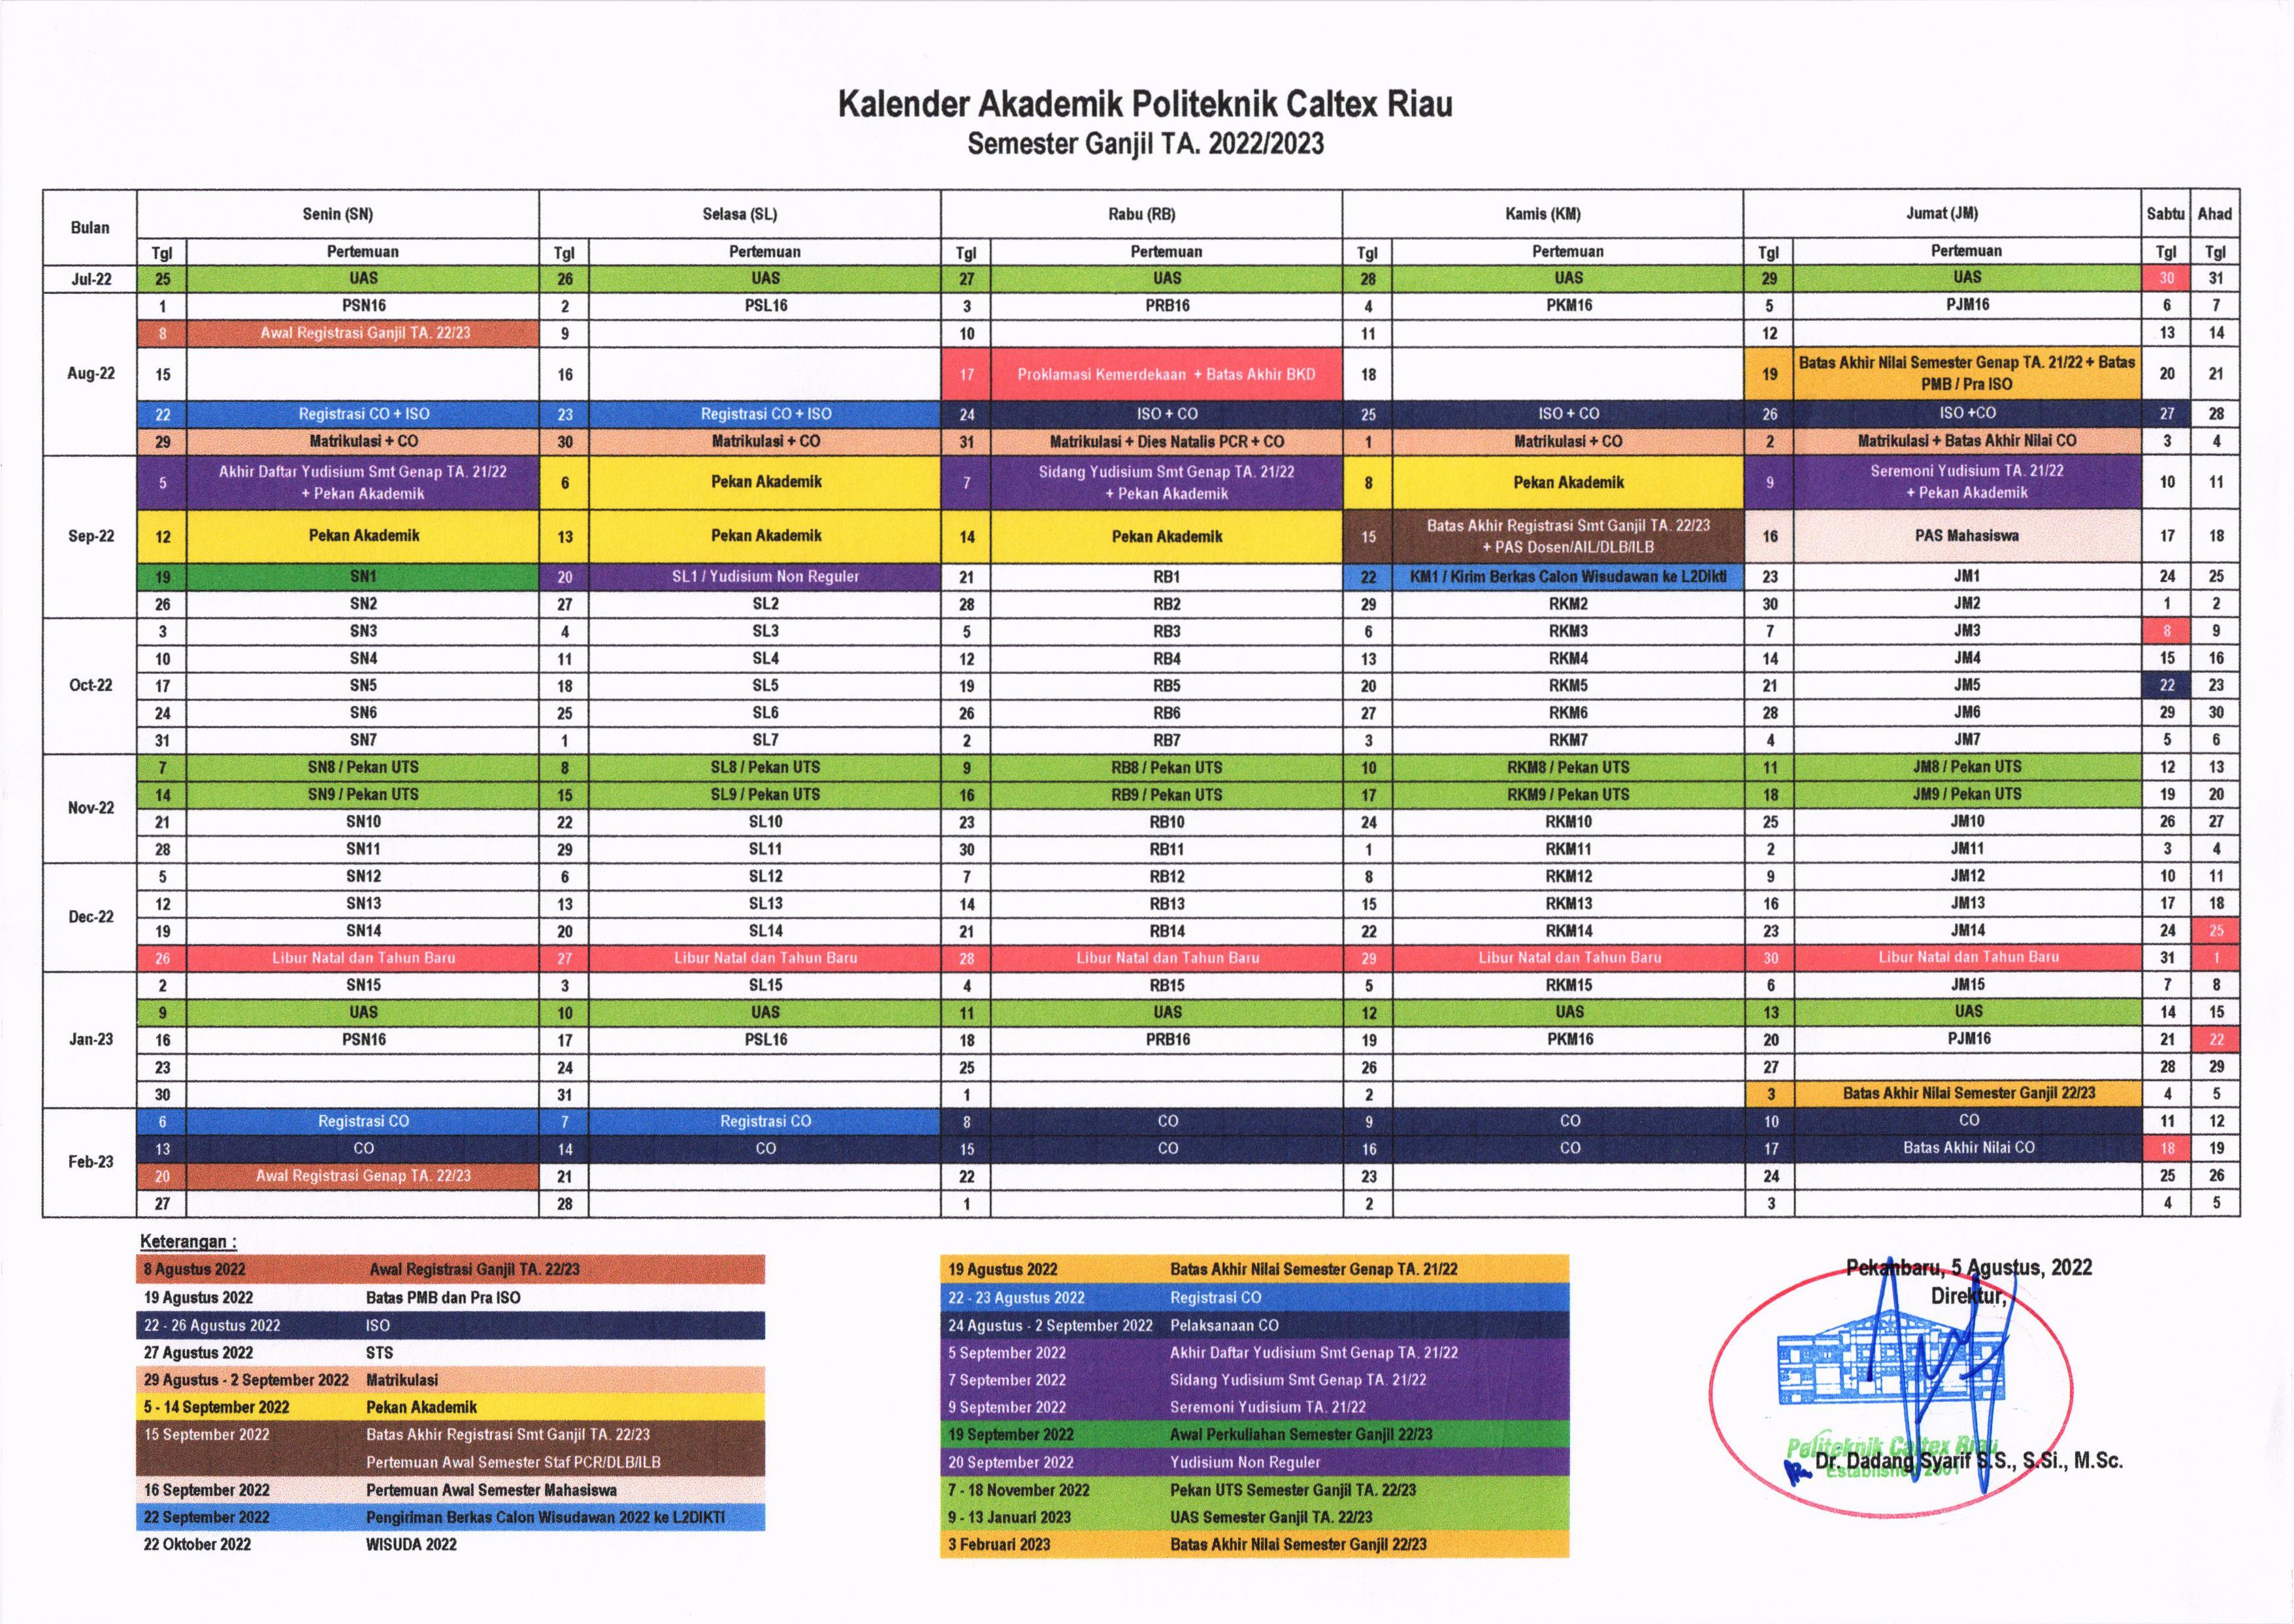 Kalender Akademik Politeknik Caltex Riau
Semester Ganjil TA. 2022/2023
Bulan Senin (SN) Selasa (SL) Rabu (RB) Kamis (KM) Jumat (JM) Sabtu Ahad
Tgl Pertemuan Tgl Pertemuan Tgl Pertemuan Tgl Pertemuan Tgl Pertemuan Tgl Tgl
Jul-22 25 UAS 26 UAS 27 UAS 28 UAS 29 UAS 30 31
Aug-22
1 PSN16 2 PSL16 3 PRB16 4 PKM16 5 PJM16 6 7
8 Awal Registrasi Ganjil TA. 22/23 9 10 11 12 13 14
15 16 17 Proklamasi Kemerdekaan + Batas Akhir BKD 18 19 Batas Akhir Nilai Semester Genap TA. 21/22 + Batas PMB / Pra ISO 20 21
22 Registrasi CO + ISO 23 Registrasi CO + ISO 24 ISO + CO 25 ISO + CO 26 ISO +CO 27 28
29 Matrikulasi + CO 30 Matrikulasi + CO 31 Matrikulasi + Dies Natalis PCR + CO 1 Matrikulasi + CO 2 Matrikulasi + Batas Akhir Nilai CO 3 4
Sep-22
5 Akhir Daftar Yudisium Smt Genap TA. 21/22 + Pekan Akademik 6 Pekan Akademik 7 Sidang Yudisium Smt Genap TA. 21/22 + Pekan Akademik 8 Pekan Akademik 9 Seremoni Yudisium TA. 21/22 + Pekan Akademik 10 11
12 Pekan Akademik 13 Pekan Akademik 14 Pekan Akademik 15 Batas Akhir Registrasi Smt Ganjil TA. 22/23 + PAS Dosen/AIL/DLB/ILB 16 PAS Mahasiswa 17 18
19 SN1 20 SL1 / Yudisium Non Reguler 21 RB1 22 KM1 / Kirim Berkas Calon Wisudawan ke L2Dikti 23 JM1 24 25
26 SN2 27 SL2 28 RB2 29 RKM2 30 JM2 1 2
Oct-22
3 SN3 4 SL3 5 RB3 6 RKM3 7 JM3 8 9
10 SN4 11 SL4 12 RB4 13 RKM4 14 JM4 15 16
17 SN5 18 SL5 19 RB5 20 RKM5 21 JM5 22 23
24 SN6 25 SL6 26 RB6 27 RKM6 28 JM6 29 30
31 SN7 1 SL7 2 RB7 3 RKM7 4 JM7 5 6
Nov-22
7 SN8 / Pekan UTS 8 SL8 / Pekan UTS 9 RB8 / Pekan UTS 10 RKM8 / Pekan UTS 11 JM8 / Pekan UTS 12 13
14 SN9 / Pekan UTS 15 SL9 / Pekan UTS 16 RB9 / Pekan UTS 17 RKM9 / Pekan UTS 18 JM9 / Pekan UTS 19 20
21 SN10 22 SL10 23 RB10 24 RKM10 25 JM10 26 27
28 SN11 29 SL11 30 RB11 1 RKM11 2 JM11 3 4
Dec-22
5 SN12 6 SL12 7 RB12 8 RKM12 9 JM12 10 11
12 SN13 13 SL13 14 RB13 15 RKM13 16 JM13 17 18
19 SN14 20 SL14 21 RB14 22 RKM14 23 JM14 24 25
26 Libur Natal dan Tahun Baru 27 Libur Natal dan Tahun Baru 28 Libur Natal dan Tahun Baru 29 Libur Natal dan Tahun Baru 30 Libur Natal dan Tahun Baru 31 1
Jan-23
2 SN15 3 SL15 4 RB15 5 RKM15 6 JM15 7 8
9 UAS 10 UAS 11 UAS 12 UAS 13 UAS 14 15
16 PSN16 17 PSL16 18 PRB16 19 PKM16 20 PJM16 21 22
23 24 25 26 27 28 29
30 31 1 2 3 Batas Akhir Nilai Semester Ganjil 22/23 4 5
Feb-23
6 Registrasi CO 7 Registrasi CO 8 CO 9 CO 10 CO 11 12
13 CO 14 CO 15 CO 16 CO 17 Batas Akhir Nilai CO 18 19
20 Awal Registrasi Genap TA. 22/23 21 22 23 24 25 26
27 28 1 2 3 4 5
Keterangan :
8 Agustus 2022 Awal Registrasi Ganjil TA. 22/23
19 Agustus 2022 Batas PMB dan Pra ISO
22 - 26 Agustus 2022 ISO
27 Agustus 2022 STS
29 Agustus - 2 September 2022 Matrikulasi
5 - 14 September 2022 Pekan Akademik
15 September 2022 Batas Akhir Registrasi Smt Ganjil TA. 22/23
Pertemuan Awal Semester Staf PCR/DLB/ILB
16 September 2022 Pertemuan Awal Semester Mahasiswa
22 September 2022 Pengiriman Berkas Calon Wisudawan 2022 ke L2DIKTI
22 Oktober 2022 WISUDA 2022
19 Agustus 2022 Batas Akhir Nilai Semester Genap TA. 21/22
22 - 23 Agustus 2022 Registrasi CO
24 Agustus - 2 September 2022 Pelaksanaan CO
5 September 2022 Akhir Daftar Yudisium Smt Genap TA. 21/22
7 September 2022 Sidang Yudisium Smt Genap TA. 21/22
9 September 2022 Seremoni Yudisium TA. 21/22
19 September 2022 Awal Perkuliahan Semester Ganjil 22/23
20 September 2022 Yudisium Non Reguler
7 - 18 November 2022 Pekan UTS Semester Ganjil TA. 22/23
9 - 13 Januari 2023 UAS Semester Ganjil TA. 22/23
3 Februari 2023 Batas Akhir Nilai Semester Ganjil 22/23
Pekanbaru, 5 Agustus, 2022
Direktur,
Politeknik Caltex Riau
Established 2001
Dr. Dadang Syarif S.S., S.Si., M.Sc.